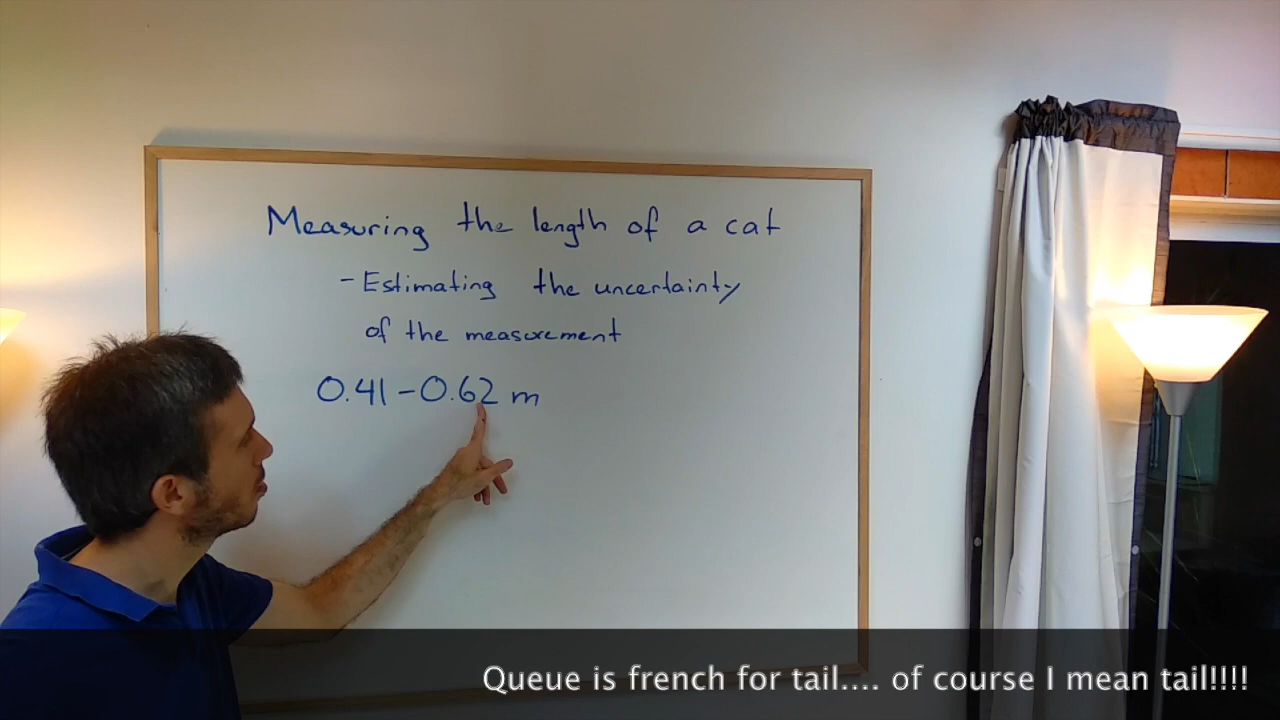 Measuring the length of a cat
- Estimating the uncertainty
of the measurement
0.41 - 0.62 m
Queue is french for tail.... of course I mean tail!!!!